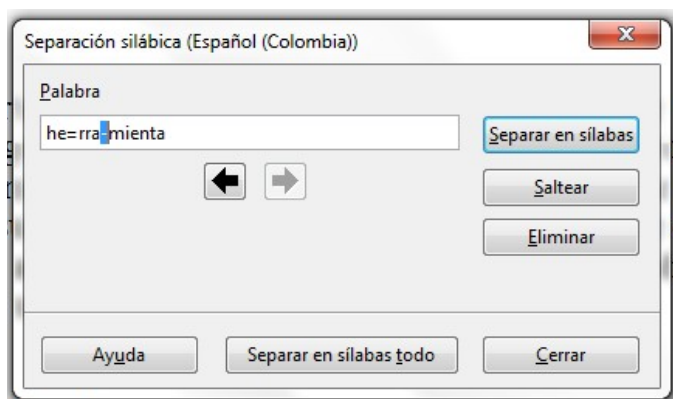 Separación silábica (Español (Colombia))
Palabra
he=rra-mienta
Separar en sílabas
Saltear
Eliminar
Ayuda
Separar en sílabas todo
Cerrar